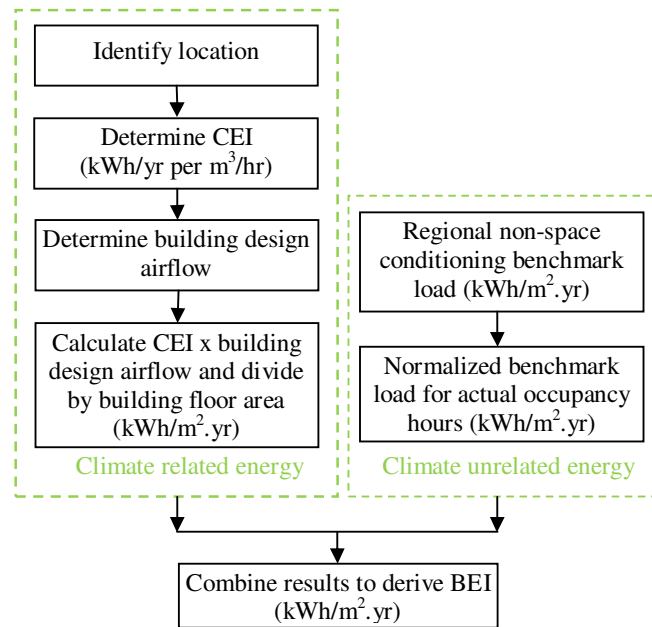 Identify location
Determine CEI
(kWh/yr per m³/hr)
Determine building design
airflow
Calculate CEI x building
design airflow and divide
by building floor area
(kWh/m².yr)
Climate related energy
Regional non-space
conditioning benchmark
load (kWh/m².yr)
Normalized benchmark
load for actual occupancy
hours (kWh/m².yr)
Climate unrelated energy
Combine results to derive BEI
(kWh/m².yr)